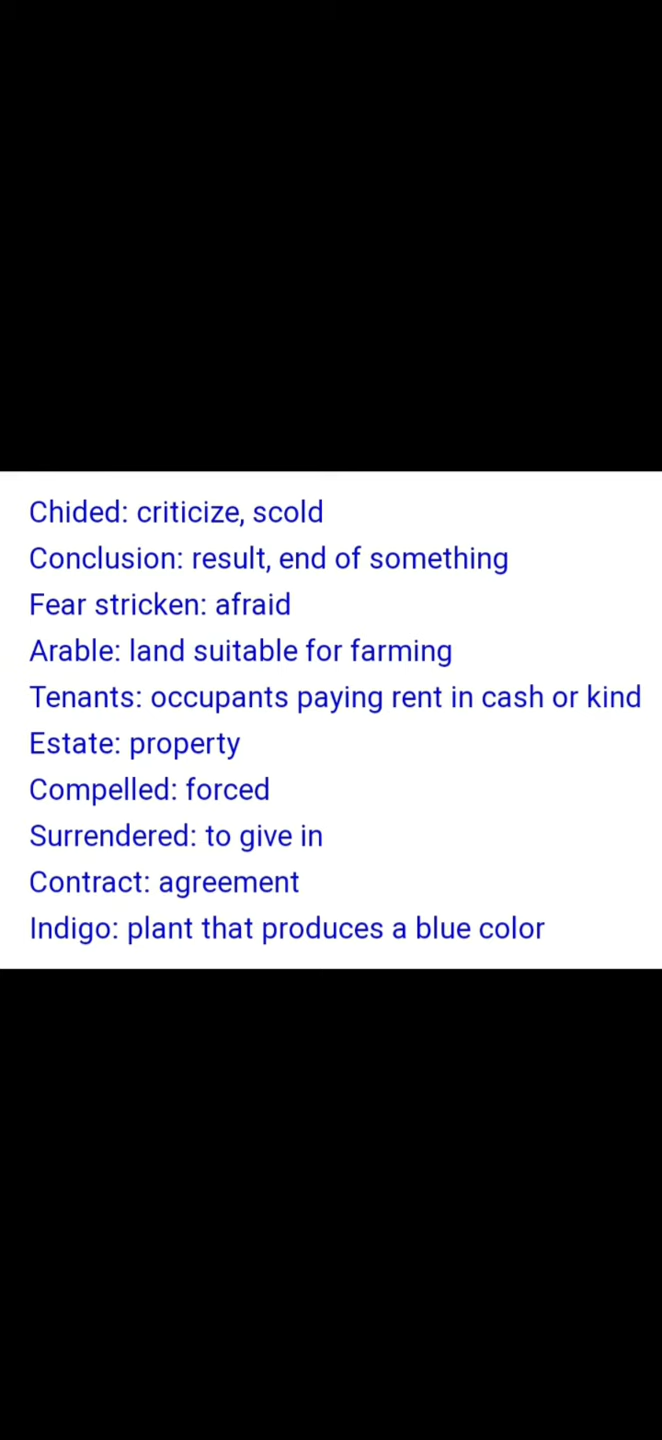 Chided: criticize, scold
Conclusion: result, end of something
Fear stricken: afraid
Arable: land suitable for farming
Tenants: occupants paying rent in cash or kind
Estate: property
Compelled: forced
Surrendered: to give in
Contract: agreement
Indigo: plant that produces a blue color